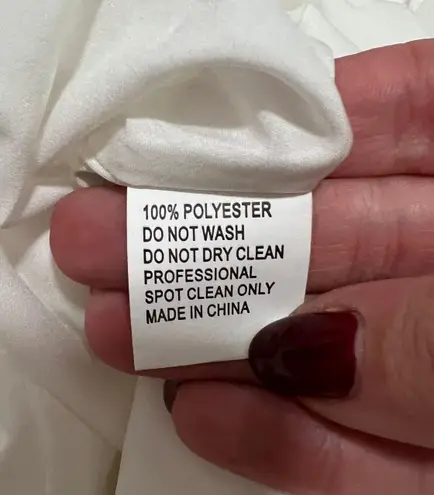 100% POLYESTER
DO NOT WASH
DO NOT DRY CLEAN
PROFESSIONAL
SPOT CLEAN ONLY
MADE IN CHINA